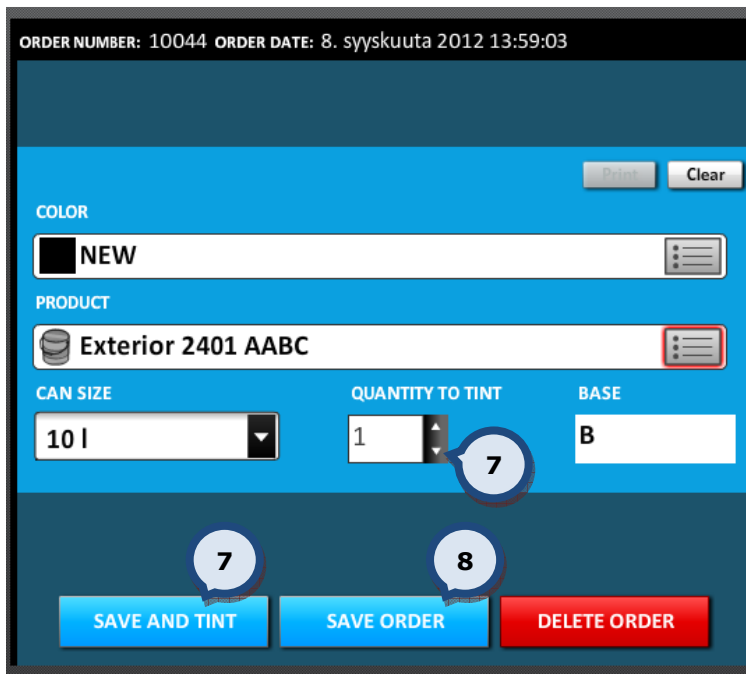 ORDER NUMBER: 10044 ORDER DATE: 8. syyskuuta 2012 13:59:03
Print Clear
COLOR
NEW
PRODUCT
Exterior 2401 AABC
CAN SIZE QUANTITY TO TINT BASE
10 l 1 B
7
7 8
SAVE AND TINT SAVE ORDER DELETE ORDER